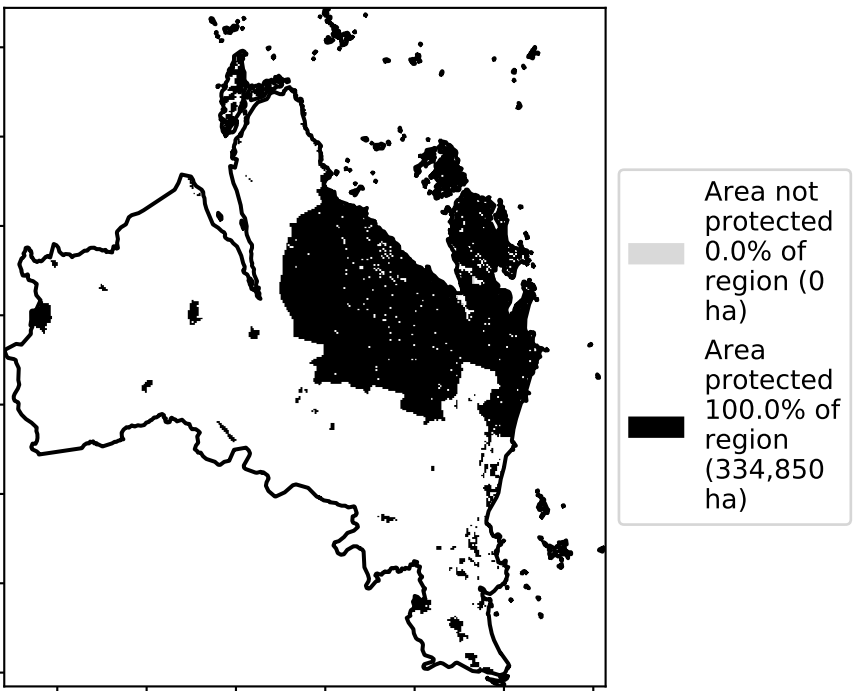 Area not
protected
0.0% of
region (0
ha)
Area
protected
100.0% of
region
(334,850
ha)